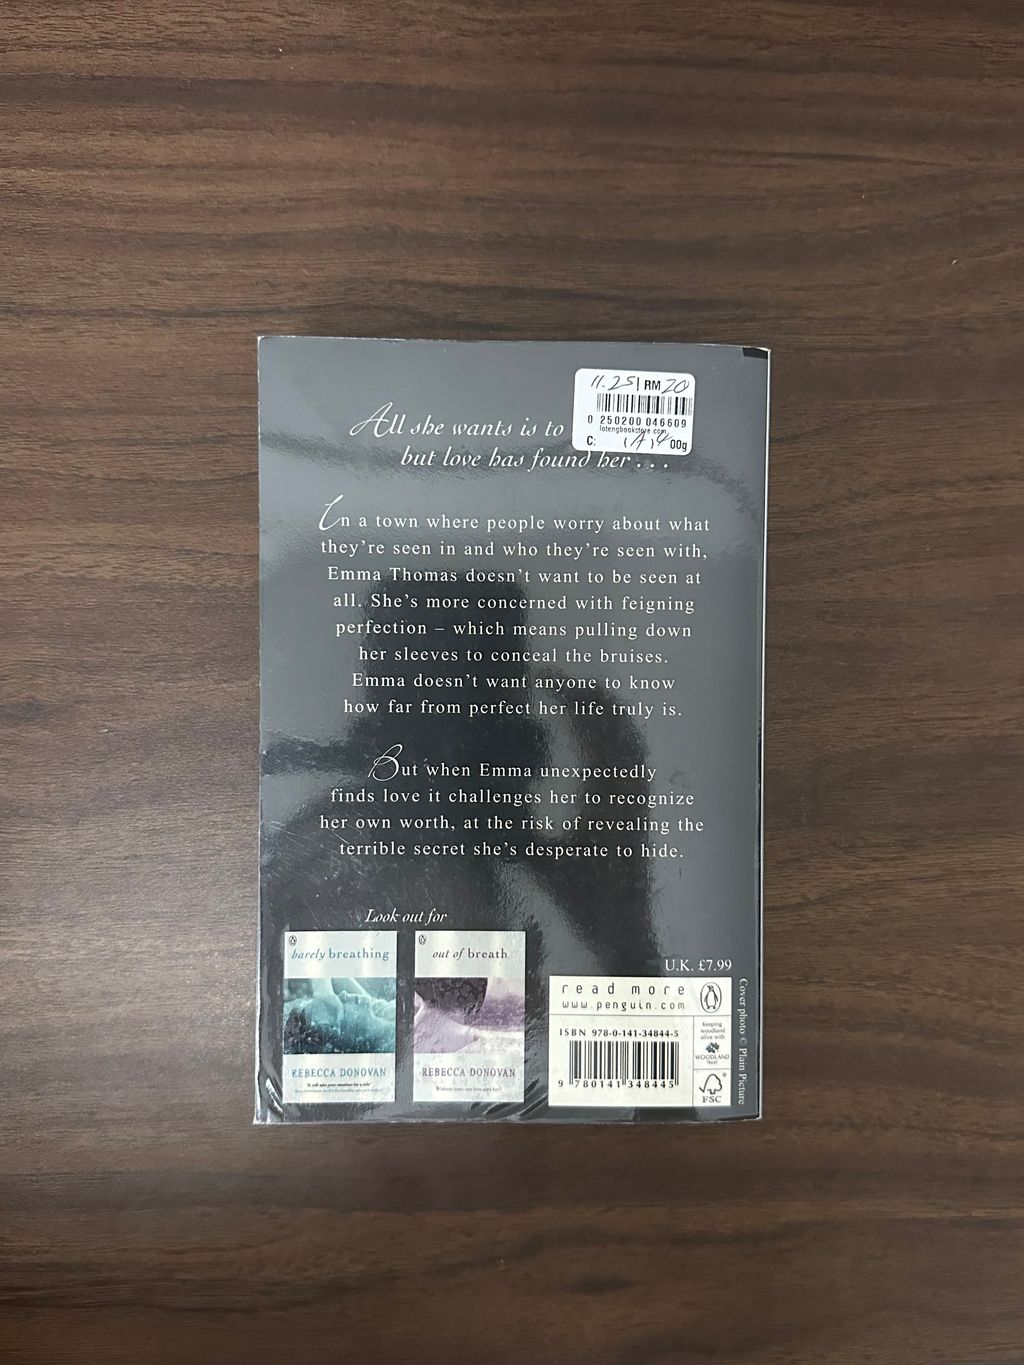 11.25 | RM 20
0 250200 046609
lotengbookstore.com
C: (A)4 00g
All she wants is to
but love has found her . . .
In a town where people worry about what
they're seen in and who they're seen with,
Emma Thomas doesn't want to be seen at
all. She's more concerned with feigning
perfection – which means pulling down
her sleeves to conceal the bruises.
Emma doesn't want anyone to know
how far from perfect her life truly is.
But when Emma unexpectedly
finds love it challenges her to recognize
her own worth, at the risk of revealing the
terrible secret she's desperate to hide.
Look out for
barely breathing
REBECCA DONOVAN
out of breath
REBECCA DONOVAN
U.K. £7.99
read more
www.penguin.com
ISBN 978-0-141-34844-5
9 780141 348445
Keeping
woodland
alive with
WOODLAND
TRUST
FSC
Cover photo © Plain Picture